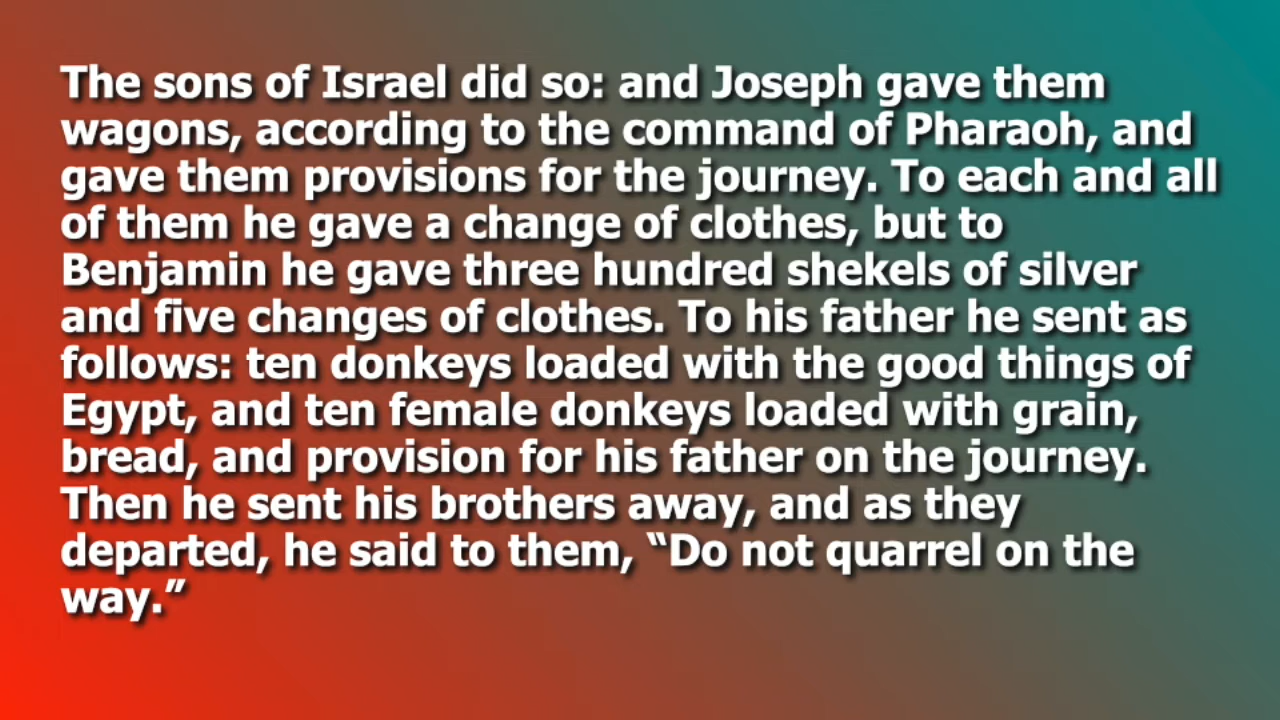 The sons of Israel did so: and Joseph gave them
wagons, according to the command of Pharaoh, and
gave them provisions for the journey. To each and all
of them he gave a change of clothes, but to
Benjamin he gave three hundred shekels of silver
and five changes of clothes. To his father he sent as
follows: ten donkeys loaded with the good things of
Egypt, and ten female donkeys loaded with grain,
bread, and provision for his father on the journey.
Then he sent his brothers away, and as they
departed, he said to them, “Do not quarrel on the
way.”